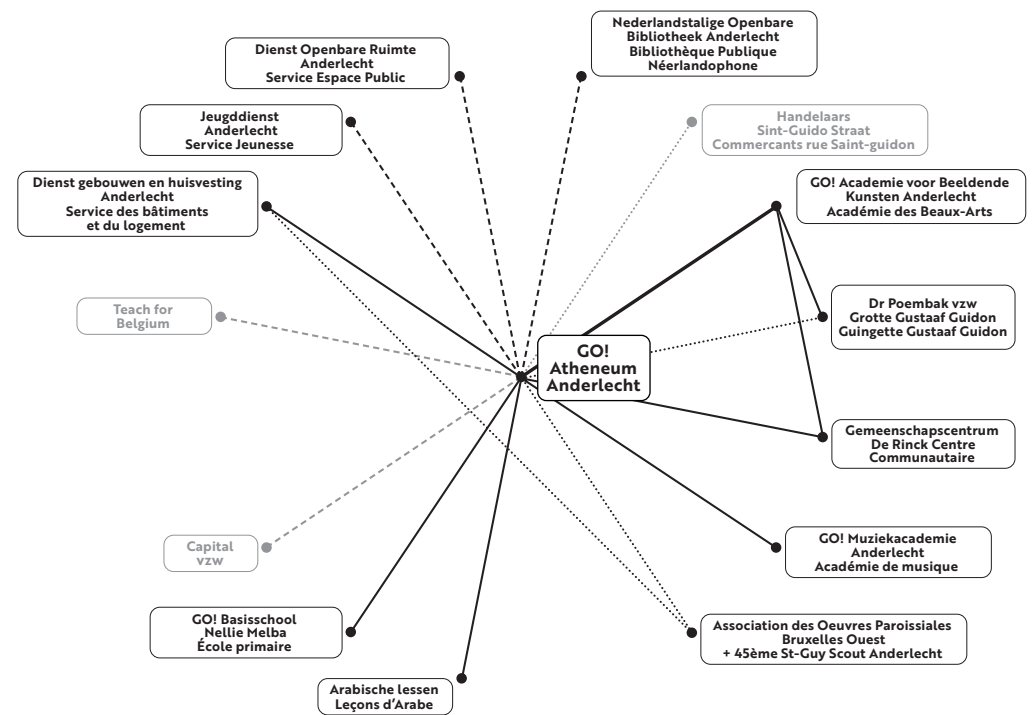 Nederlandstalige Openbare
Bibliotheek Anderlecht
Bibliothèque Publique
Néerlandophone
Dienst Openbare Ruimte
Anderlecht
Service Espace Public
Jeugddienst
Anderlecht
Service Jeunesse
Handelaars
Sint-Guido Straat
Commercants rue Saint-guidon
Dienst gebouwen en huisvesting
Anderlecht
Service des bâtiments
et du logement
GO! Academie voor Beeldende
Kunsten Anderlecht
Académie des Beaux-Arts
Teach for
Belgium
Dr Poembak vzw
Grotte Gustaaf Guidon
Guingette Gustaaf Guidon
GO!
Atheneum
Anderlecht
Gemeenschapscentrum
De Rinck Centre
Communautaire
Capital
vzw
GO! Muziekacademie
Anderlecht
Académie de musique
GO! Basisschool
Nellie Melba
École primaire
Association des Oeuvres Paroissiales
Bruxelles Ouest
+ 45ème St-Guy Scout Anderlecht
Arabische lessen
Leçons d'Arabe